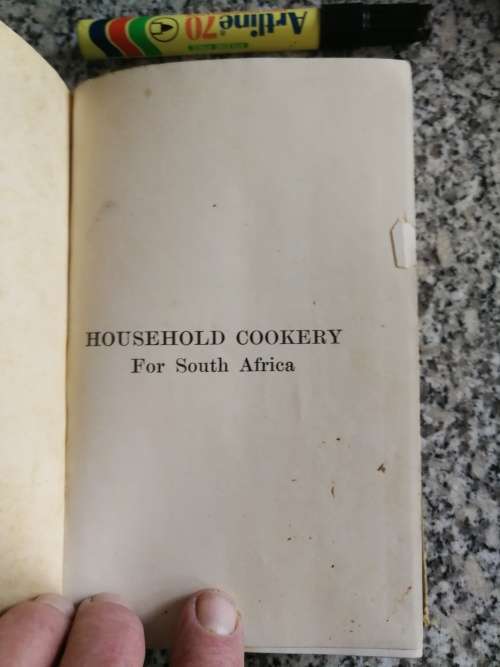 Artline 70
HOUSEHOLD COOKERY
For South Africa